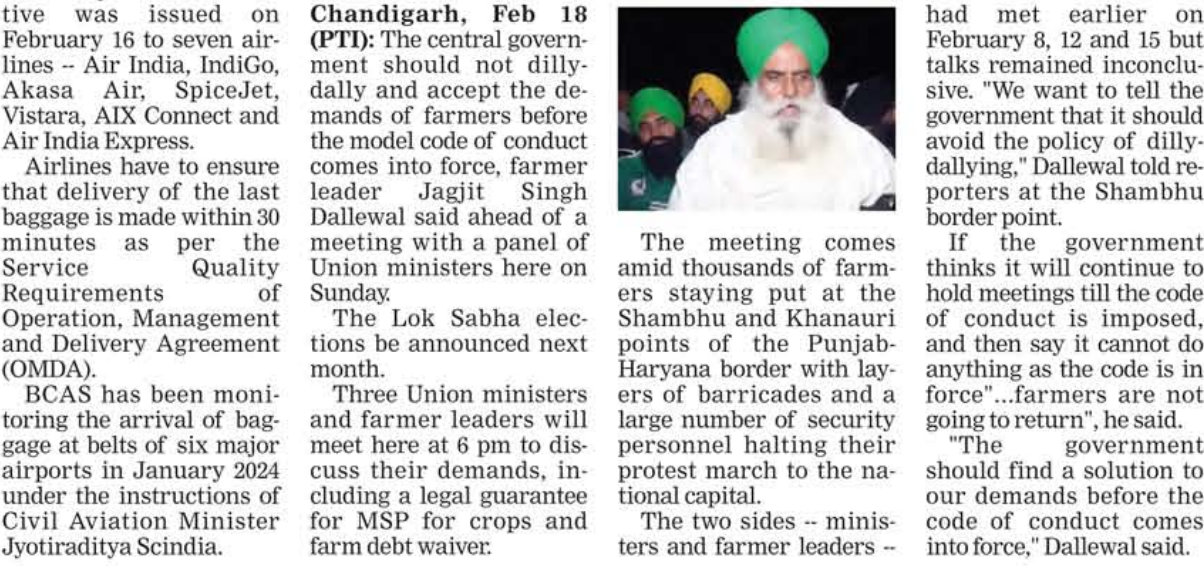 tive was issued on
February 16 to seven air-
lines -- Air India, IndiGo,
Akasa Air, SpiceJet,
Vistara, AIX Connect and
Air India Express.
Airlines have to ensure
that delivery of the last
baggage is made within 30
minutes as per the
Service Quality
Requirements of
Operation, Management
and Delivery Agreement
(OMDA).
BCAS has been moni-
toring the arrival of bag-
gage at belts of six major
airports in January 2024
under the instructions of
Civil Aviation Minister
Jyotiraditya Scindia.
Chandigarh, Feb 18
(PTI): The central govern-
ment should not dilly-
dally and accept the de-
mands of farmers before
the model code of conduct
comes into force, farmer
leader Jagjit Singh
Dallewal said ahead of a
meeting with a panel of
Union ministers here on
Sunday.
The Lok Sabha elec-
tions be announced next
month.
Three Union ministers
and farmer leaders will
meet here at 6 pm to dis-
cuss their demands, in-
cluding a legal guarantee
for MSP for crops and
farm debt waiver.
The meeting comes
amid thousands of farm-
ers staying put at the
Shambhu and Khanauri
points of the Punjab-
Haryana border with lay-
ers of barricades and a
large number of security
personnel halting their
protest march to the na-
tional capital.
The two sides -- minis-
ters and farmer leaders --
had met earlier on
February 8, 12 and 15 but
talks remained inconclu-
sive. "We want to tell the
government that it should
avoid the policy of dilly-
dallying," Dallewal told re-
porters at the Shambhu
border point.
If the government
thinks it will continue to
hold meetings till the code
of conduct is imposed,
and then say it cannot do
anything as the code is in
force"...farmers are not
going to return", he said.
"The government
should find a solution to
our demands before the
code of conduct comes
into force," Dallewal said.